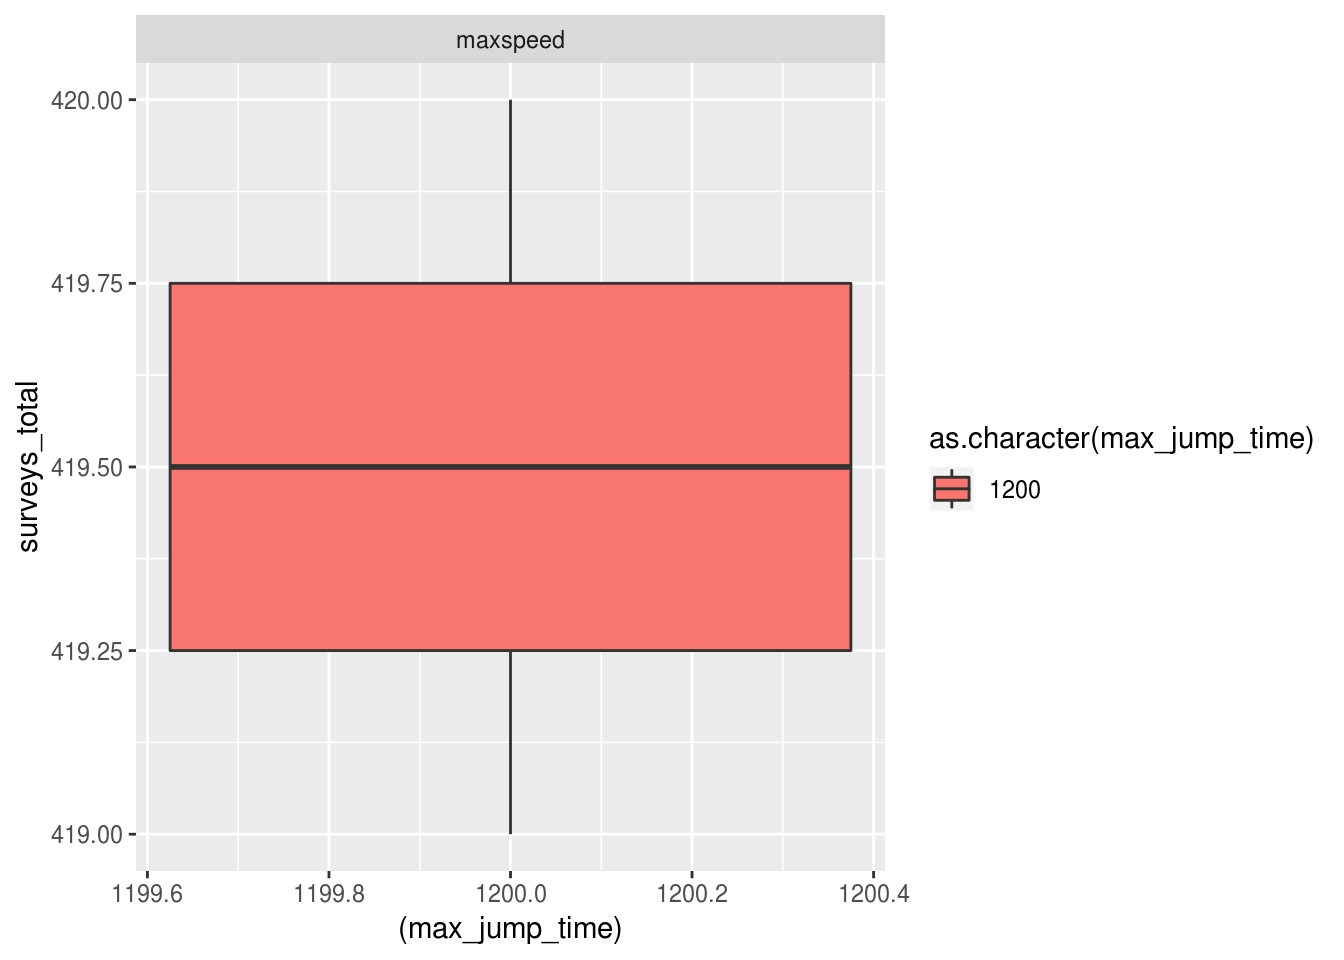 maxspeed
420.00
419.75
419.50
419.25
419.00
surveys_total
1199.6 1199.8 1200.0 1200.2 1200.4
(max_jump_time)
as.character(max_jump_time)
1200